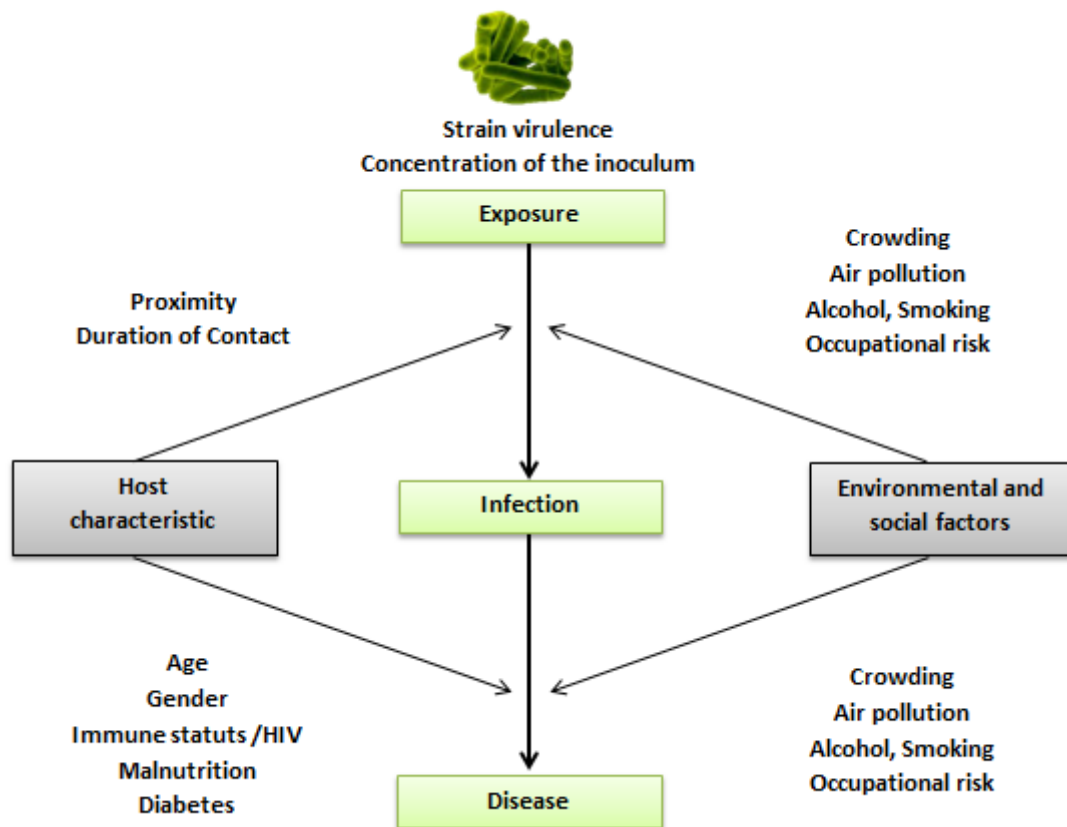 Strain virulence
Concentration of the inoculum
Exposure
Crowding
Air pollution
Alcohol, Smoking
Occupational risk
Proximity
Duration of Contact
Host
characteristic
Infection
Environmental and
social factors
Age
Gender
Immune statuts /HIV
Malnutrition
Diabetes
Crowding
Air pollution
Alcohol, Smoking
Occupational risk
Disease